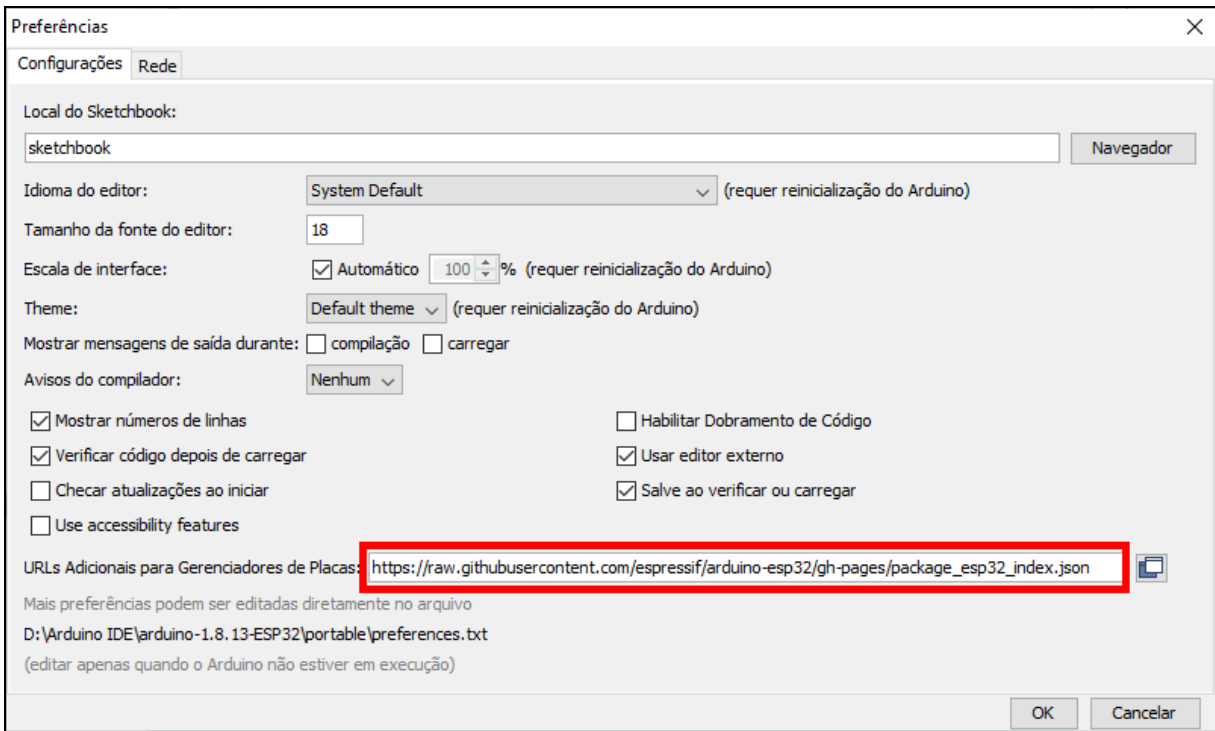 Preferências
Configurações Rede
Local do Sketchbook:
sketchbook Navegador
Idioma do editor: System Default (requer reinicialização do Arduino)
Tamanho da fonte do editor: 18
Escala de interface: Automático 100 % (requer reinicialização do Arduino)
Theme: Default theme (requer reinicialização do Arduino)
Mostrar mensagens de saída durante: compilação carregar
Avisos do compilador: Nenhum
Mostrar números de linhas Habilitar Dobramento de Código
Verificar código depois de carregar Usar editor externo
Checar atualizações ao iniciar Salve ao verificar ou carregar
Use accessibility features
URLs Adicionais para Gerenciadores de Placas: https://raw.githubusercontent.com/espressif/arduino-esp32/gh-pages/package_esp32_index.json
Mais preferências podem ser editadas diretamente no arquivo
D:\Arduino IDE\arduino-1.8.13-ESP32\portable\preferences.txt
(editar apenas quando o Arduino não estiver em execução)
OK Cancelar